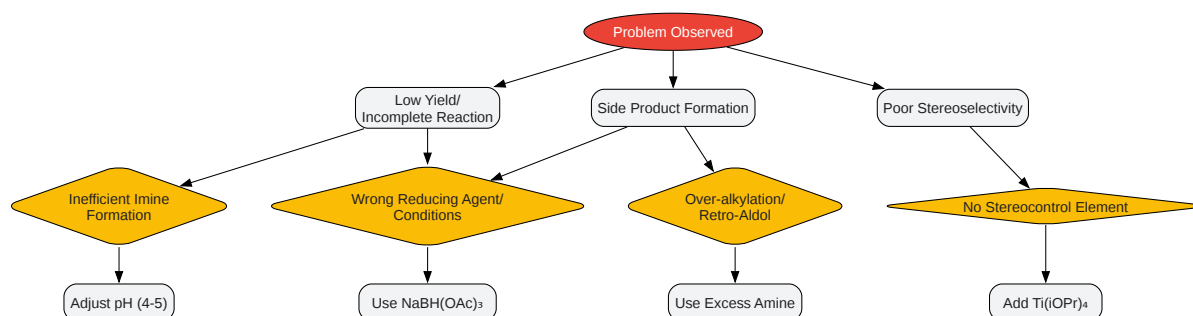 Problem Observed
Low Yield/
Incomplete Reaction
Side Product Formation
Poor Stereoselectivity
Inefficient Imine
Formation
Wrong Reducing Agent/
Conditions
Over-alkylation/
Retro-Aldol
No Stereocontrol Element
Adjust pH (4-5)
Use NaBH(OAc)₃
Use Excess Amine
Add Ti(iOPr)₄